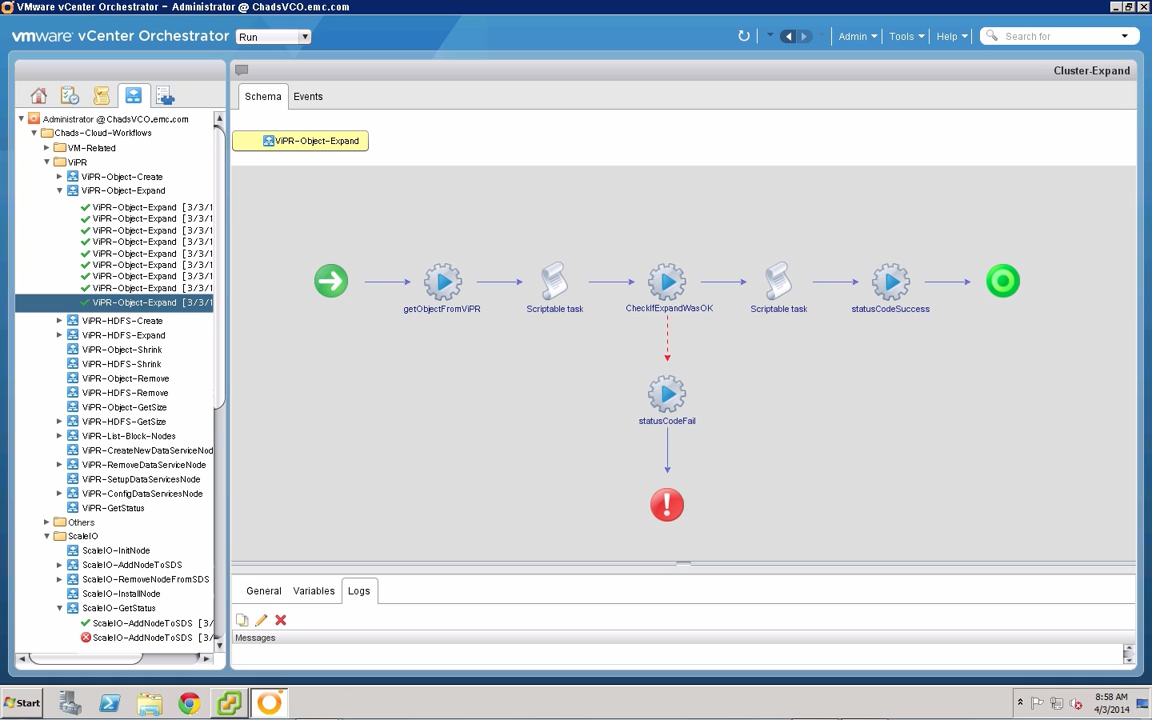 VMware vCenter Orchestrator - Administrator @ ChadsVCO.emc.com
vmware vCenter Orchestrator Run
Admin Tools Help Search for
Cluster-Expand
Schema Events
ViPR-Object-Expand
Administrator @ ChadsVCO.emc.com
Chads-Cloud-Workflows
VM-Related
ViPR
ViPR-Object-Create
ViPR-Object-Expand
ViPR-Object-Expand [3/3/1
ViPR-Object-Expand [3/3/1
ViPR-Object-Expand [3/3/1
ViPR-Object-Expand [3/3/1
ViPR-Object-Expand [3/3/1
ViPR-Object-Expand [3/3/1
ViPR-Object-Expand [3/3/1
ViPR-Object-Expand [3/3/1
ViPR-Object-Expand [3/3/1
ViPR-HDFS-Create
ViPR-HDFS-Expand
ViPR-Object-Shrink
ViPR-HDFS-Shrink
ViPR-Object-Remove
ViPR-HDFS-Remove
ViPR-Object-GetSize
ViPR-HDFS-GetSize
ViPR-List-Block-Nodes
ViPR-CreateNewDataServiceNod
ViPR-RemoveDataServiceNode
ViPR-SetupDataServicesNode
ViPR-ConfigDataServicesNode
ViPR-GetStatus
Others
ScaleIO
ScaleIO-InitNode
ScaleIO-AddNodeToSDS
ScaleIO-RemoveNodeFromSDS
ScaleIO-InstallNode
ScaleIO-GetStatus
ScaleIO-AddNodeToSDS [3/
ScaleIO-AddNodeToSDS [3/
getObjectFromViPR Scriptable task CheckIfExpandWasOK Scriptable task statusCodeSuccess
statusCodeFail
General Variables Logs
Messages
Start
8:58 AM
4/3/2014